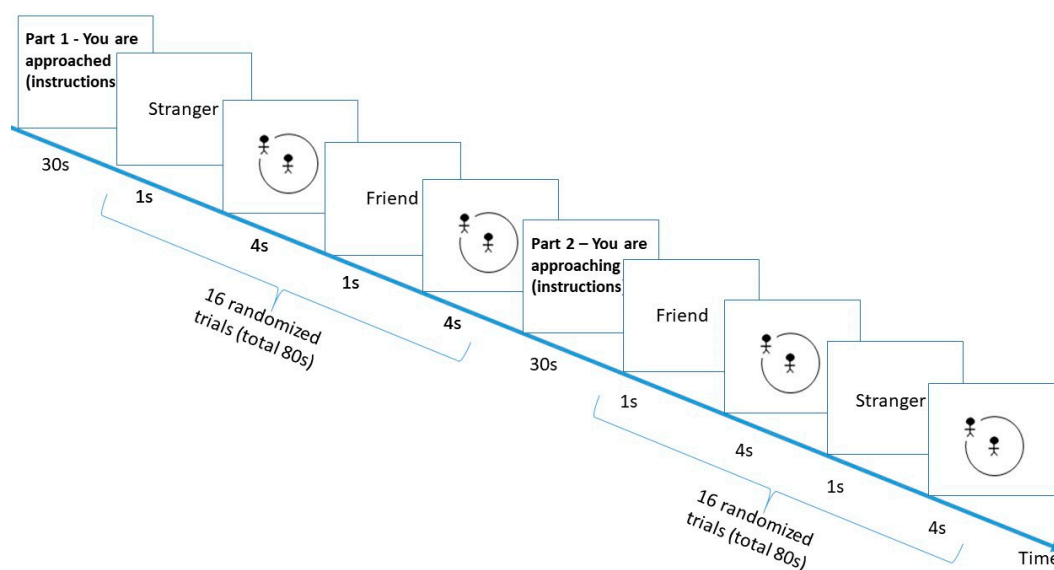 Part 1 - You are
approached
(instructions
Stranger
30s
1s
4s
Friend
1s
4s
16 randomized
trials (total 80s)
Part 2 – You are
approaching
(instructions
30s
Friend
1s
4s
Stranger
1s
4s
16 randomized
trials (total 80s)
Time